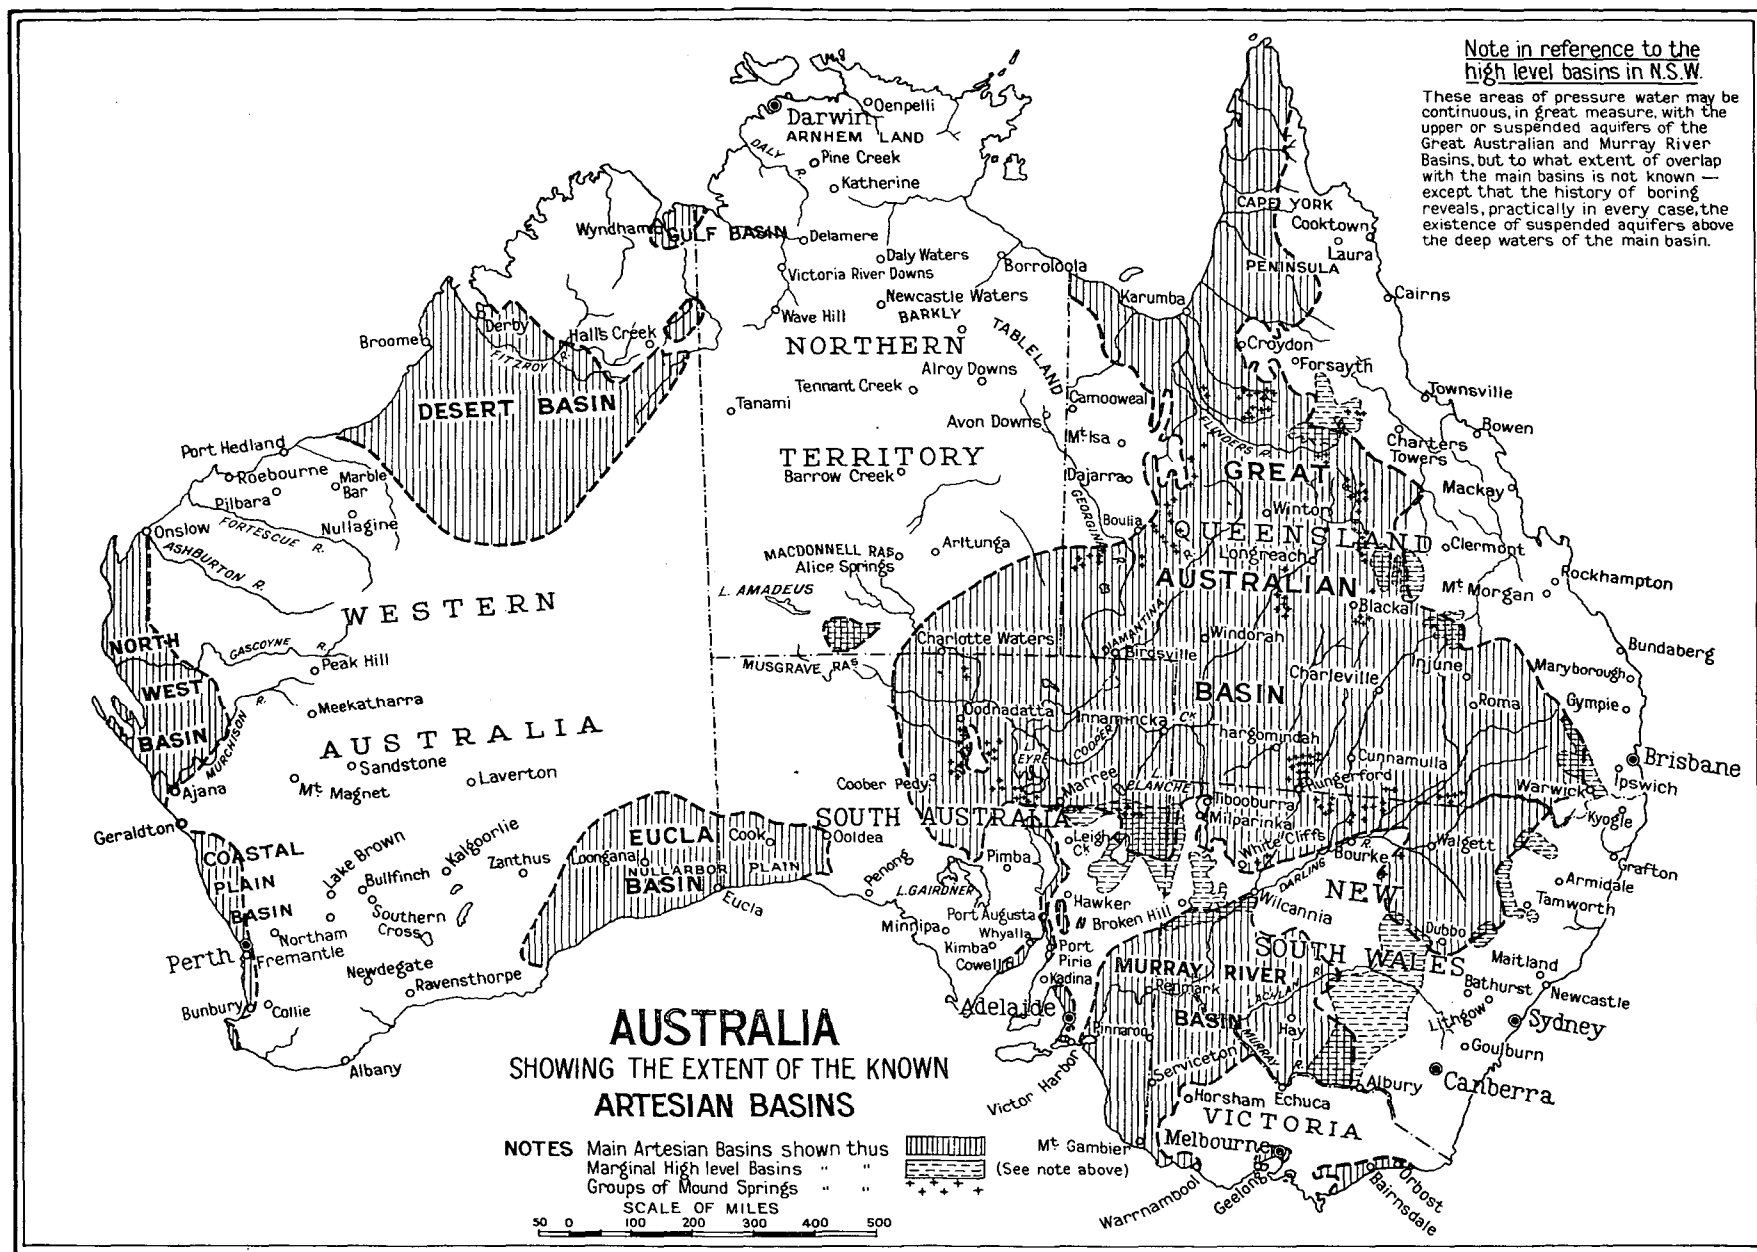 Note in reference to the
high level basins in N.S.W.
These areas of pressure water may be
continuous, in great measure, with the
upper or suspended aquifers of the
Great Australian and Murray River
Basins, but to what extent of overlap
with the main basins is not known —
except that the history of boring
reveals, practically in every case, the
existence of suspended aquifers above
the deep waters of the main basin.
Oenpelli
Darwin
ARNHEM LAND
DALY R.
Pine Creek
Katherine
CAPE YORK
Cooktown
Laura
PENINSULA
Wyndham
GULF BASIN
Delamere
Daly Waters
Borroloola
Victoria River Downs
Newcastle Waters
Karumba
Cairns
Wave Hill
BARKLY
TABLELAND
Broome
Derby
Halls Creek
FITZROY R.
NORTHERN
Croydon
Forsayth
Alroy Downs
Tennant Creek
Camooweal
Townsville
DESERT BASIN
Tanami
Avon Downs
Mt Isa
FLINDERS R.
Bowen
Charters
Towers
Port Hedland
TERRITORY
Barrow Creek
Dajarra
GREAT
Mackay
Roebourne
Marble
Bar
Pilbara
Nullagine
GEORGINA R.
Winton
Onslow
FORTESCUE R.
Boulia
QUEENSLAND
Longreach
Clermont
ASHBURTON R.
MACDONNELL RAS
Alice Springs
Arltunga
AUSTRALIAN
Rockhampton
Mt Morgan
L. AMADEUS
WESTERN
Blackall
DIAMANTINA R.
NORTH
WEST
BASIN
GASCOYNE R.
Peak Hill
Charlotte Waters
MUSGRAVE RAS
Birdsville
Windorah
Injune
Bundaberg
Maryborough
Charleville
BASIN
Roma
Gympie
Meekatharra
MURCHISON R.
Oodnadatta
Innamincka
COOPER CK
thargomindah
AUSTRALIA
Sandstone
L.
EYRE
Cunnamulla
Brisbane
Ipswich
Mt Magnet
Laverton
Ajana
Coober Pedy
Marree
L.
BLANCHE
Hungerford
Warwick
Tibooburra
Geraldton
EUCLA
BASIN
Cook
SOUTH AUSTRALIA
Ooldea
Milparinka
Kyogle
COASTAL
PLAIN
BASIN
Lake Brown
Kalgoorlie
Zanthus
Loongana
NULLARBOR PLAIN
Leigh
Ck
White Cliffs
Bourke
Walgett
Grafton
Bullfinch
Penong
Pimba
L. GAIRDNER
DARLING R.
Armidale
Eucla
Southern
Cross
Hawker
NEW
Wilcannia
Tamworth
Northam
Minnipa
Port Augusta
Broken Hill
Dubbo
Perth
Fremantle
Whyalla
Kimba
Cowell
Port
Piria
SOUTH WALES
Maitland
Newdegate
Ravensthorpe
Kadina
MURRAY RIVER
BASIN
Renmark
LACHLAN R.
Bathurst
Newcastle
Bunbury
Collie
Adelaide
Lithgow
Sydney
Pinnaroo
Hay
MURRAY R.
Goulburn
Albany
Victor Harbor
Serviceton
Albury
Canberra
Horsham
Echuca
VICTORIA
Mt Gambier
Melbourne
Warrnambool
Geelong
Bairnsdale
Orbost
AUSTRALIA
SHOWING THE EXTENT OF THE KNOWN
ARTESIAN BASINS
NOTES Main Artesian Basins shown thus
Marginal High level Basins " " (See note above)
Groups of Mound Springs " "
SCALE OF MILES
50 0 100 200 300 400 500